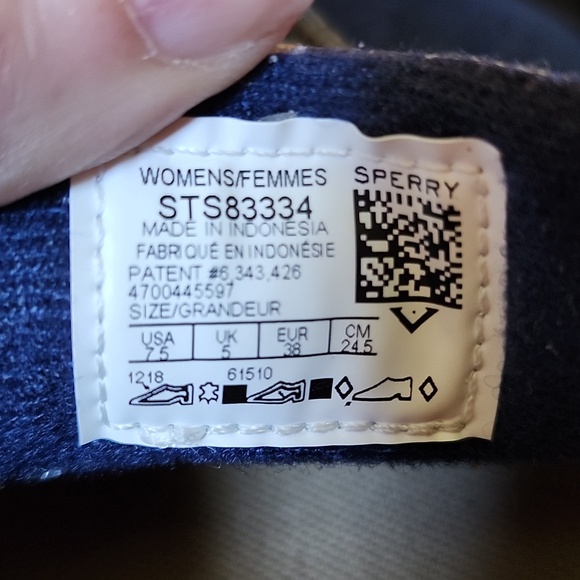 WOMENS/FEMMES
SPERRY
STS83334
MADE IN INDONESIA
FABRIQUÉ EN INDONÉSIE
PATENT #6,343,426
4700445597
SIZE/GRANDEUR
USA UK EUR CM
7.5 5 38 24.5
1218 61510